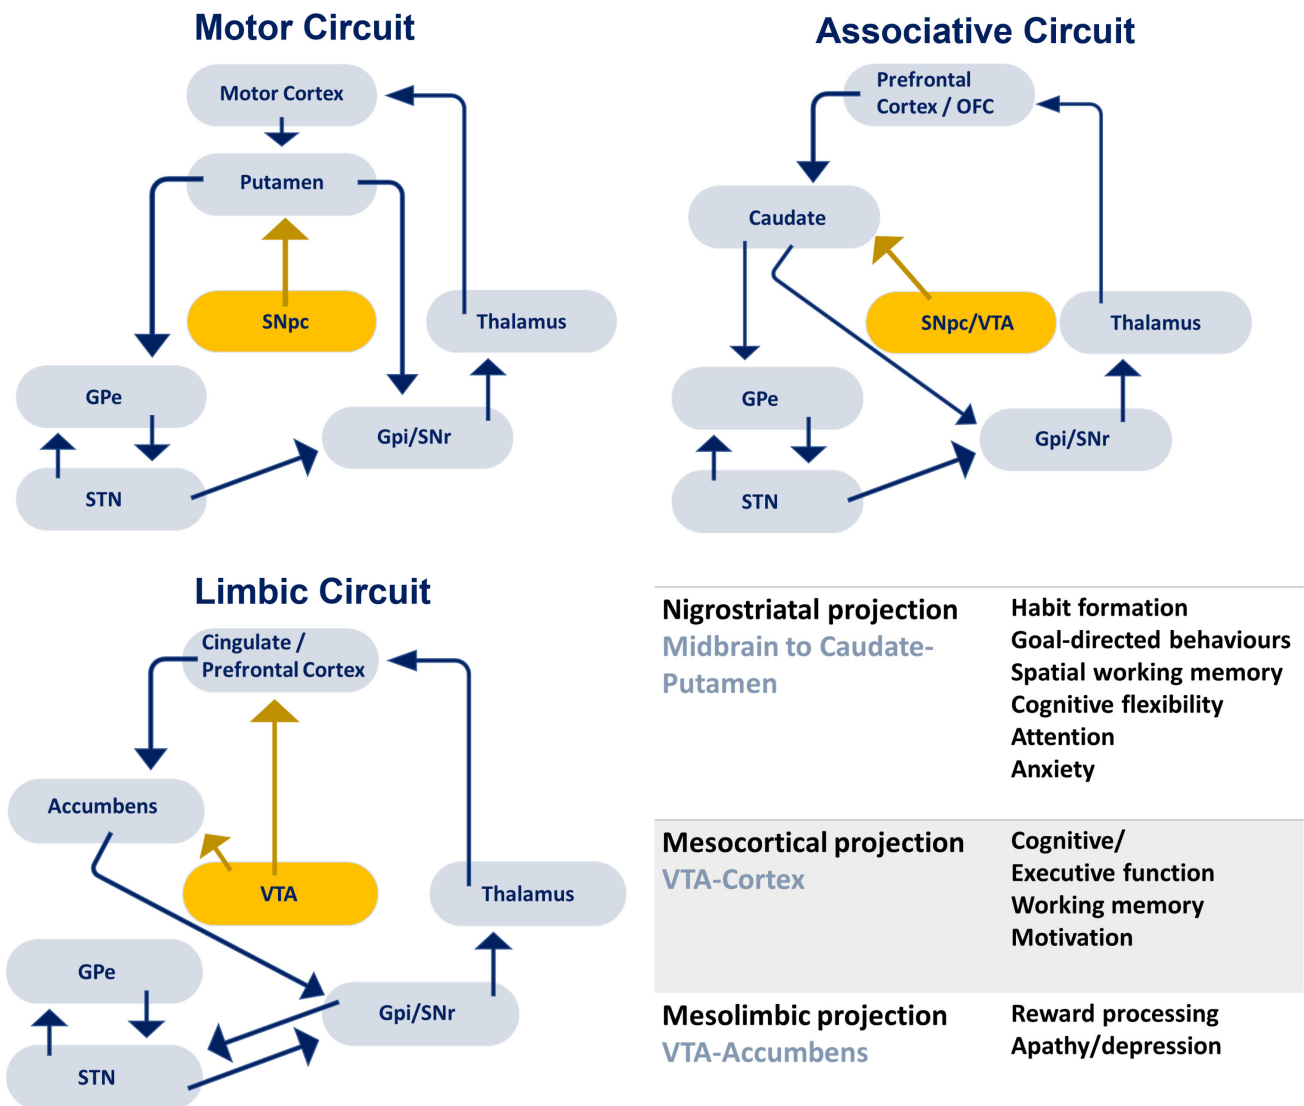 Motor Circuit
Motor Cortex
Putamen
SNpc
Thalamus
GPe
Gpi/SNr
STN
Associative Circuit
Prefrontal
Cortex / OFC
Caudate
SNpc/VTA
Thalamus
GPe
Gpi/SNr
STN
Limbic Circuit
Cingulate /
Prefrontal Cortex
Accumbens
VTA
Thalamus
GPe
Gpi/SNr
STN
Nigrostriatal projection
Midbrain to Caudate-
Putamen
Habit formation
Goal-directed behaviours
Spatial working memory
Cognitive flexibility
Attention
Anxiety
Mesocortical projection
VTA-Cortex
Cognitive/
Executive function
Working memory
Motivation
Mesolimbic projection
VTA-Accumbens
Reward processing
Apathy/depression